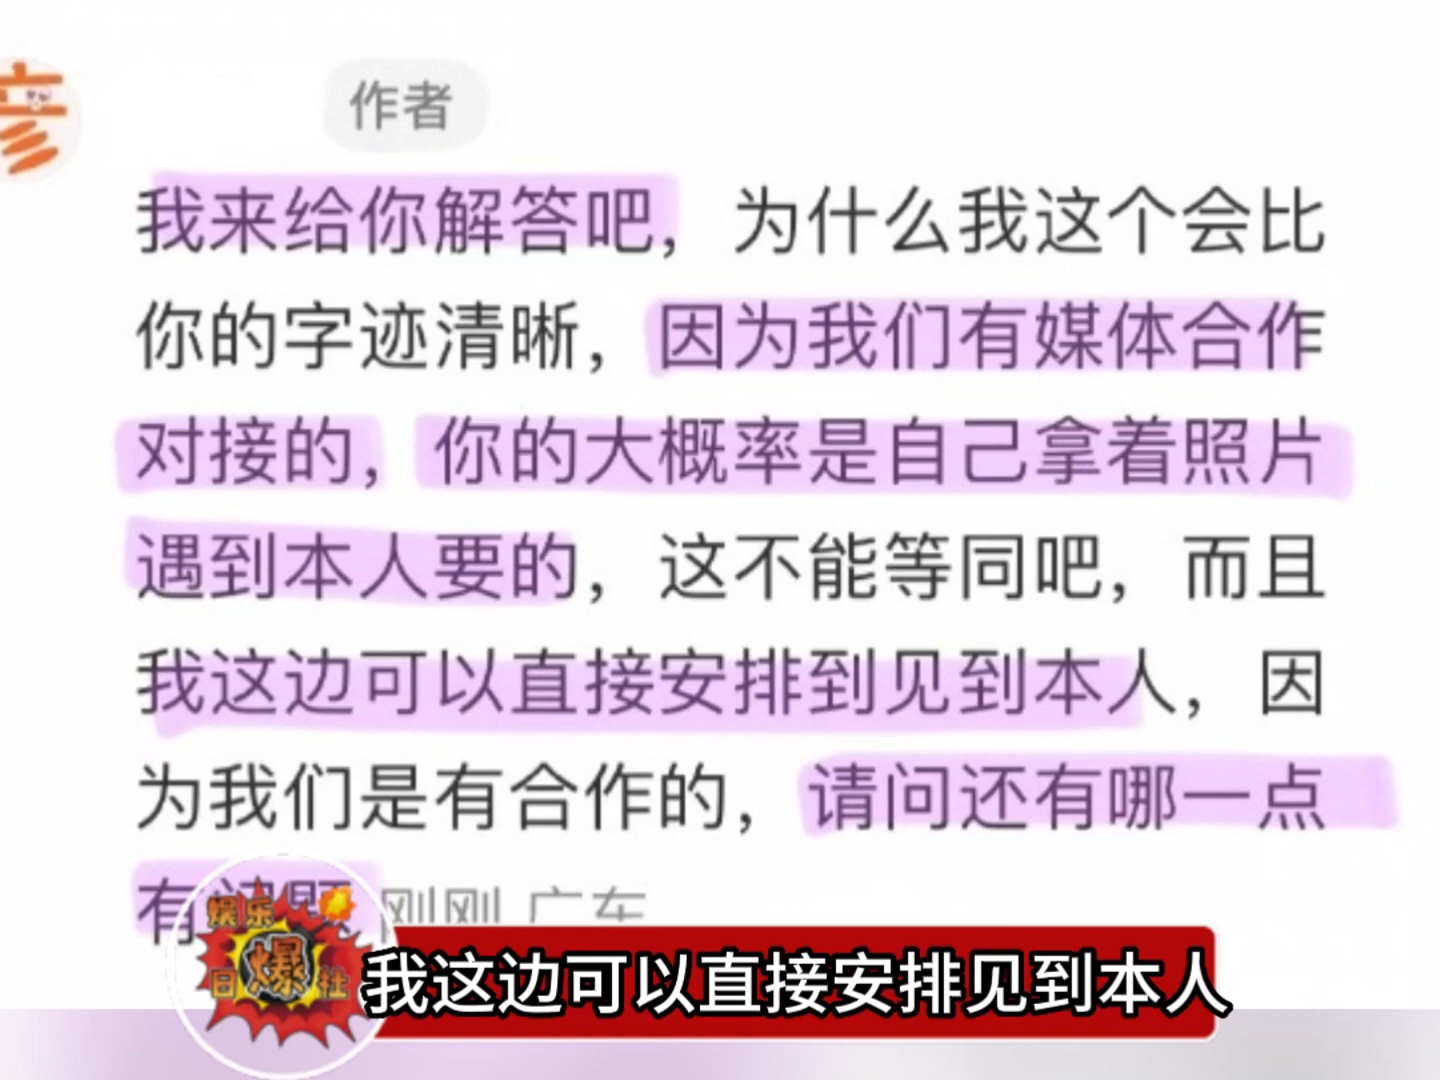 作者
我来给你解答吧，为什么我这个会比
你的字迹清晰，因为我们有媒体合作
对接的，你的大概率是自己拿着照片
遇到本人要的，这不能等同吧，而且
我这边可以直接安排到见到本人，因
为我们是有合作的，请问还有哪一点
有问题 刚刚 广东
娱乐
日爆社
我这边可以直接安排见到本人